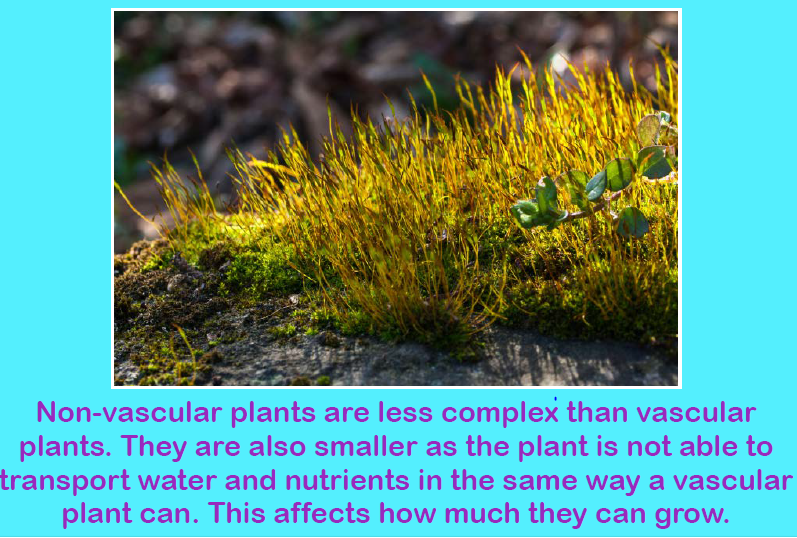 Non-vascular plants are less complex than vascular
plants. They are also smaller as the plant is not able to
transport water and nutrients in the same way a vascular
plant can. This affects how much they can grow.